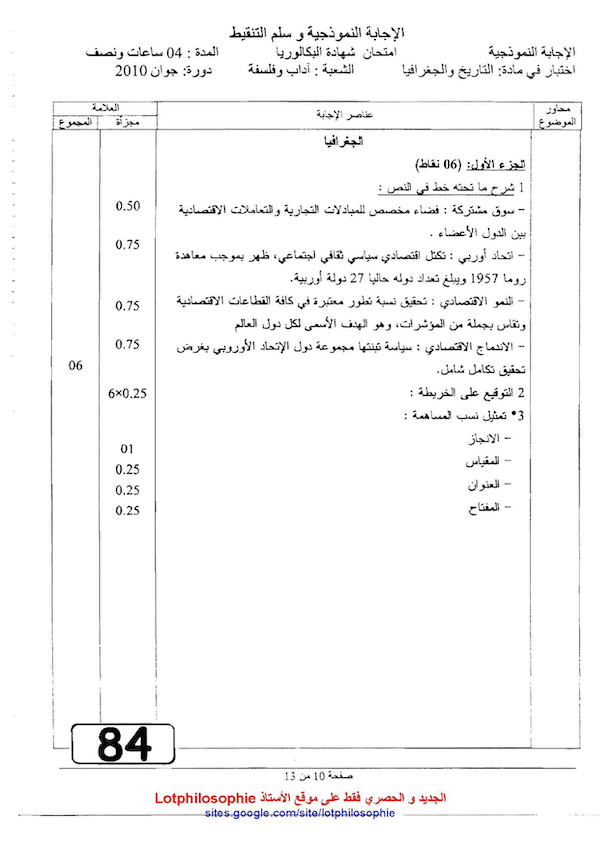 الإجابة النموذجية و سلم التنقيط
الإجابة النموذجية امتحان شهادة البكالوريا المدة : 04 ساعات ونصف
اختبار في مادة: التاريخ والجغرافيا الشعبة : آداب وفلسفة دورة: جوان 2010
محاور الموضوع
عناصر الإجابة
العلامة
مجزأة المجموع
الجغرافيا
الجزء الأول: (06 نقاط)
1 شرح ما تحته خط في النص :
– سوق مشتركة : فضاء مخصص للمبادلات التجارية والتعاملات الاقتصادية 0.50
بين الدول الأعضاء .
– اتحاد أوربي : تكتل اقتصادي سياسي ثقافي اجتماعي، ظهر بموجب معاهدة 0.75
روما 1957 ويبلغ تعداد دوله حاليا 27 دولة أوربية.
– النمو الاقتصادي : تحقيق نسبة تطور معتبرة في كافة القطاعات الاقتصادية 0.75
وتقاس بجملة من المؤشرات، وهو الهدف الأسمى لكل دول العالم
– الاندماج الاقتصادي : سياسة تبنتها مجموعة دول الإتحاد الأوروبي بغرض 0.75
تحقيق تكامل شامل. 06
2 التوقيع على الخريطة : 6×0.25
3• تمثيل نسب المساهمة :
– الانجاز 01
– المقياس 0.25
– العنوان 0.25
– المفتاح 0.25
84
صفحة 10 من 13
الجديد و الحصري فقط على موقع الأستاذ Lotphilosophie
sites.google.com/site/lotphilosophie